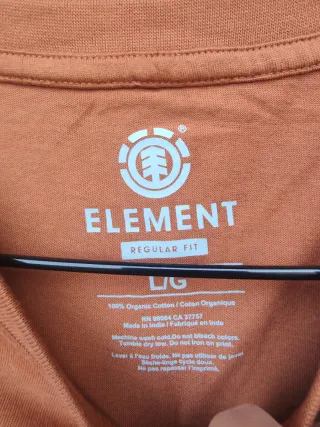 ®
ELEMENT
REGULAR FIT
L/G
100% Organic Cotton / Coton Organique
RN 98984 CA 37757
Made in India / Fabriqué en Inde
Machine wash cold.Do not bleach colors.
Tumble dry low. Do not iron on print.
Laver à l'eau froide. Ne pas utiliser de javel
Sèche-linge cycle doux.
Ne pas repasser l'imprimé.